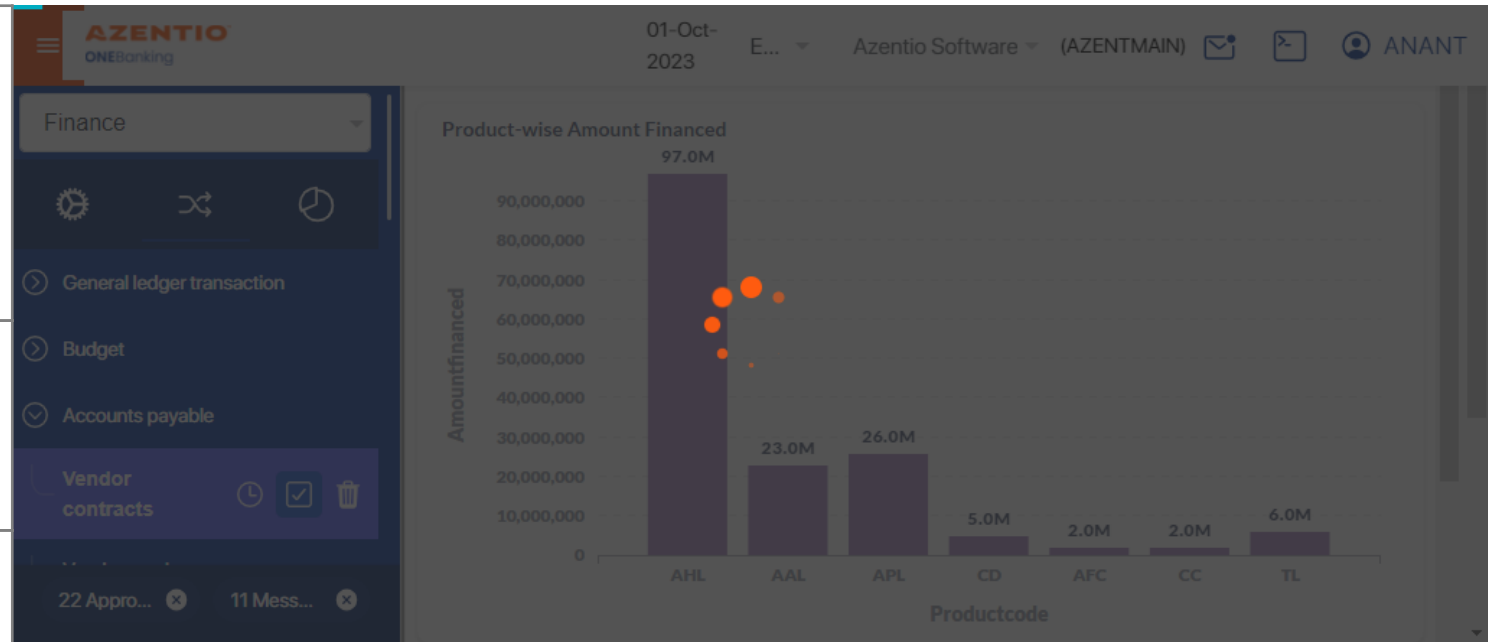 AZENTIO
ONEBanking
01-Oct-
2023
E...
Azentio Software
(AZENTMAIN)
ANANT
Finance
General ledger transaction
Budget
Accounts payable
Vendor
contracts
22 Appro...
11 Mess...
Product-wise Amount Financed
97.0M
90,000,000
80,000,000
70,000,000
60,000,000
50,000,000
40,000,000
30,000,000
20,000,000
10,000,000
0
Amountfinanced
23.0M
26.0M
5.0M
2.0M
2.0M
6.0M
AHL
AAL
APL
CD
AFC
CC
TL
Productcode